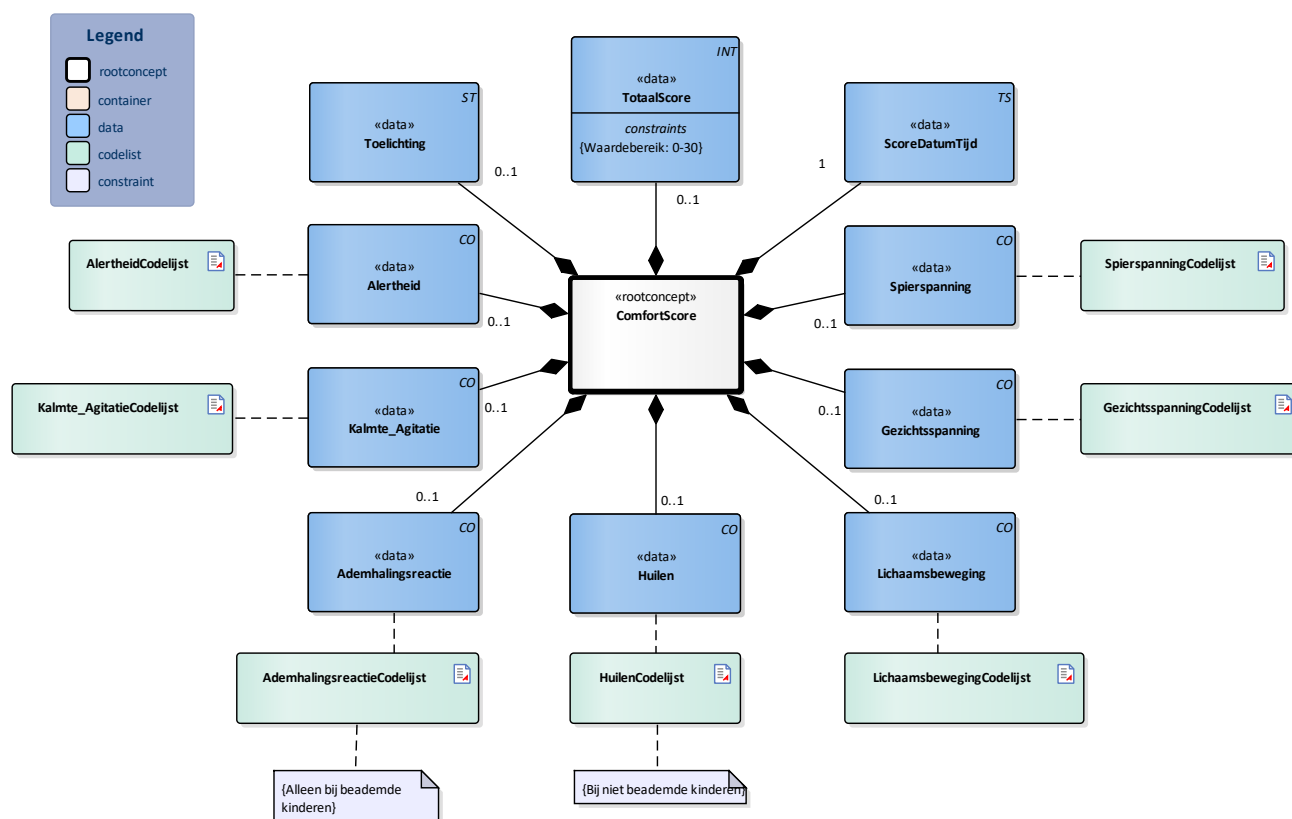 Legend
rootconcept
container
data
codelist
constraint
ST
«data»
Toelichting
0..1
INT
«data»
TotaalScore
constraints
{Waardebereik: 0-30}
0..1
TS
«data»
ScoreDatumTijd
1
AlertheidCodelijst
CO
«data»
Alertheid
0..1
«rootconcept»
ComfortScore
CO
«data»
Spierspanning
0..1
SpierspanningCodelijst
Kalmte_AgitatieCodelijst
CO
«data»
Kalmte_Agitatie
0..1
CO
«data»
Gezichtsspanning
0..1
GezichtsspanningCodelijst
0..1
CO
«data»
Ademhalingsreactie
0..1
CO
«data»
Huilen
0..1
CO
«data»
Lichaamsbeweging
AdemhalingsreactieCodelijst
HuilenCodelijst
LichaamsbewegingCodelijst
{Alleen bij beademde
kinderen}
{Bij niet beademde kinderen}